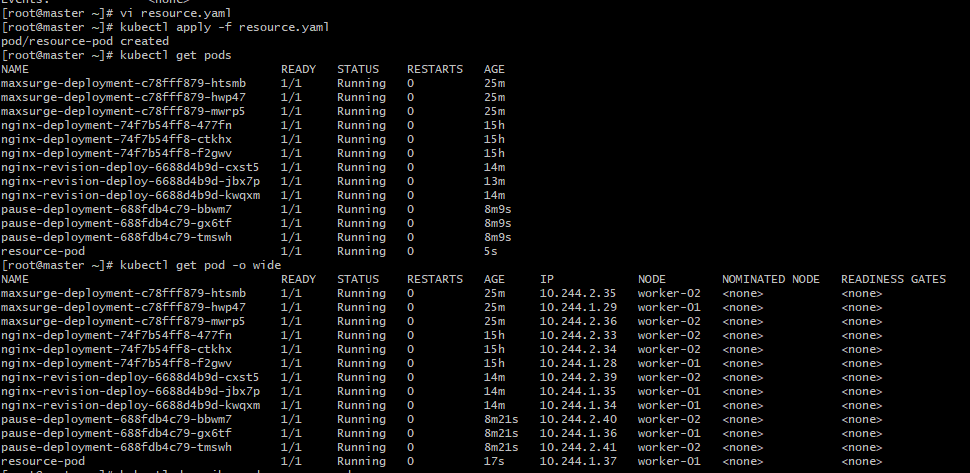 Events:            <none>
[root@master ~]# vi resource.yaml
[root@master ~]# kubectl apply -f resource.yaml
pod/resource-pod created
[root@master ~]# kubectl get pods
NAME                                     READY   STATUS    RESTARTS   AGE
maxsurge-deployment-c78fff879-htsmb      1/1     Running   0          25m
maxsurge-deployment-c78fff879-hwp47      1/1     Running   0          25m
maxsurge-deployment-c78fff879-mwrp5      1/1     Running   0          25m
nginx-deployment-74f7b54ff8-477fn        1/1     Running   0          15h
nginx-deployment-74f7b54ff8-ctkhx        1/1     Running   0          15h
nginx-deployment-74f7b54ff8-f2gwv        1/1     Running   0          15h
nginx-revision-deploy-6688d4b9d-cxst5    1/1     Running   0          14m
nginx-revision-deploy-6688d4b9d-jbx7p    1/1     Running   0          13m
nginx-revision-deploy-6688d4b9d-kwqxm    1/1     Running   0          14m
pause-deployment-688fdb4c79-bbwm7        1/1     Running   0          8m9s
pause-deployment-688fdb4c79-gx6tf        1/1     Running   0          8m9s
pause-deployment-688fdb4c79-tmswh        1/1     Running   0          8m9s
resource-pod                             1/1     Running   0          5s
[root@master ~]# kubectl get pod -o wide
NAME                                     READY   STATUS    RESTARTS   AGE     IP            NODE        NOMINATED NODE   READINESS GATES
maxsurge-deployment-c78fff879-htsmb      1/1     Running   0          25m     10.244.2.35   worker-02   <none>           <none>
maxsurge-deployment-c78fff879-hwp47      1/1     Running   0          25m     10.244.1.29   worker-01   <none>           <none>
maxsurge-deployment-c78fff879-mwrp5      1/1     Running   0          25m     10.244.2.36   worker-02   <none>           <none>
nginx-deployment-74f7b54ff8-477fn        1/1     Running   0          15h     10.244.2.33   worker-02   <none>           <none>
nginx-deployment-74f7b54ff8-ctkhx        1/1     Running   0          15h     10.244.2.34   worker-02   <none>           <none>
nginx-deployment-74f7b54ff8-f2gwv        1/1     Running   0          15h     10.244.1.28   worker-01   <none>           <none>
nginx-revision-deploy-6688d4b9d-cxst5    1/1     Running   0          14m     10.244.2.39   worker-02   <none>           <none>
nginx-revision-deploy-6688d4b9d-jbx7p    1/1     Running   0          14m     10.244.1.35   worker-01   <none>           <none>
nginx-revision-deploy-6688d4b9d-kwqxm    1/1     Running   0          14m     10.244.1.34   worker-01   <none>           <none>
pause-deployment-688fdb4c79-bbwm7        1/1     Running   0          8m21s   10.244.2.40   worker-02   <none>           <none>
pause-deployment-688fdb4c79-gx6tf        1/1     Running   0          8m21s   10.244.1.36   worker-01   <none>           <none>
pause-deployment-688fdb4c79-tmswh        1/1     Running   0          8m21s   10.244.2.41   worker-02   <none>           <none>
resource-pod                             1/1     Running   0          17s     10.244.1.37   worker-01   <none>           <none>